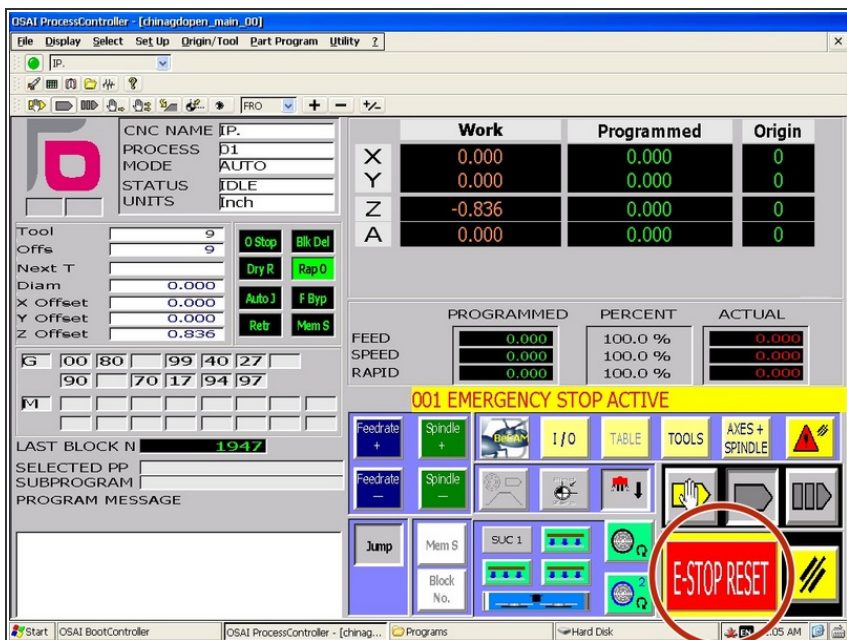 OSAI ProcessController - [chinagdopen_main_00]
File Display Select Set Up Origin/Tool Part Program Utility ?
IP.
FRO
CNC NAME IP.
PROCESS 01
MODE AUTO
STATUS IDLE
UNITS Inch
Work Programmed Origin
X 0.000 0.000 0
Y 0.000 0.000 0
Z -0.836 0.000 0
A 0.000 0.000 0
Tool 9
Offs 9
Next T
Diam 0.000
X Offset 0.000
Y Offset 0.000
Z Offset 0.836
0 Stop Blk Del
Dry R Rap 0
Auto J F Byp
Retr Mem S
PROGRAMMED PERCENT ACTUAL
FEED 0.000 100.0 % 0.000
SPEED 0.000 100.0 % 0.000
RAPID 0.000 100.0 % 0.000
G 00 80 99 40 27
90 70 17 94 97
M
001 EMERGENCY STOP ACTIVE
LAST BLOCK N 1947
SELECTED PP
SUBPROGRAM
PROGRAM MESSAGE
Feedrate +
Spindle +
I/O
TABLE
TOOLS
AXES + SPINDLE
Feedrate -
Spindle -
Jump
Mem S
SUC 1
Block No.
2
E-STOP RESET
Start OSAI BootController OSAI ProcessController - [chinag... Programs Hard Disk EN :05 AM